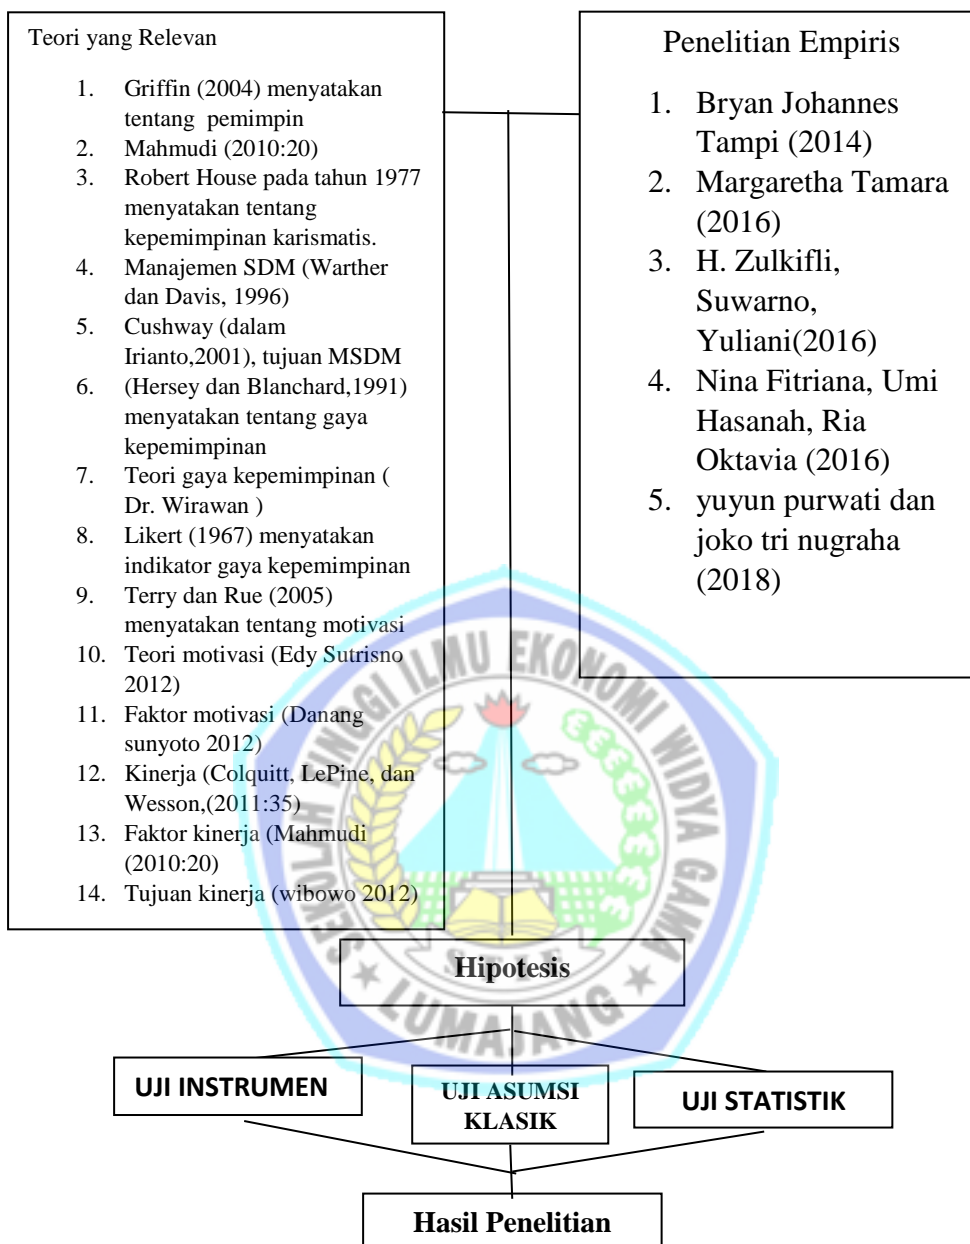 Teori yang Relevan
1. Griffin (2004) menyatakan
tentang pemimpin
2. Mahmudi (2010:20)
3. Robert House pada tahun 1977
menyatakan tentang
kepemimpinan karismatis.
4. Manajemen SDM (Warther
dan Davis, 1996)
5. Cushway (dalam
Irianto,2001), tujuan MSDM
6. (Hersey dan Blanchard,1991)
menyatakan tentang gaya
kepemimpinan
7. Teori gaya kepemimpinan (
Dr. Wirawan )
8. Likert (1967) menyatakan
indikator gaya kepemimpinan
9. Terry dan Rue (2005)
menyatakan tentang motivasi
10. Teori motivasi (Edy Sutrisno
2012)
11. Faktor motivasi (Danang
sunyoto 2012)
12. Kinerja (Colquitt, LePine, dan
Wesson,(2011:35)
13. Faktor kinerja (Mahmudi
(2010:20)
14. Tujuan kinerja (wibowo 2012)
Penelitian Empiris
1. Bryan Johannes
Tampi (2014)
2. Margaretha Tamara
(2016)
3. H. Zulkifli,
Suwarno,
Yuliani(2016)
4. Nina Fitriana, Umi
Hasanah, Ria
Oktavia (2016)
5. yuyun purwati dan
joko tri nugraha
(2018)
SEKOLAH TINGGI ILMU EKONOMI WIDYA GAMA
S T I E
LUMAJANG
Hipotesis
UJI INSTRUMEN
UJI ASUMSI
KLASIK
UJI STATISTIK
Hasil Penelitian